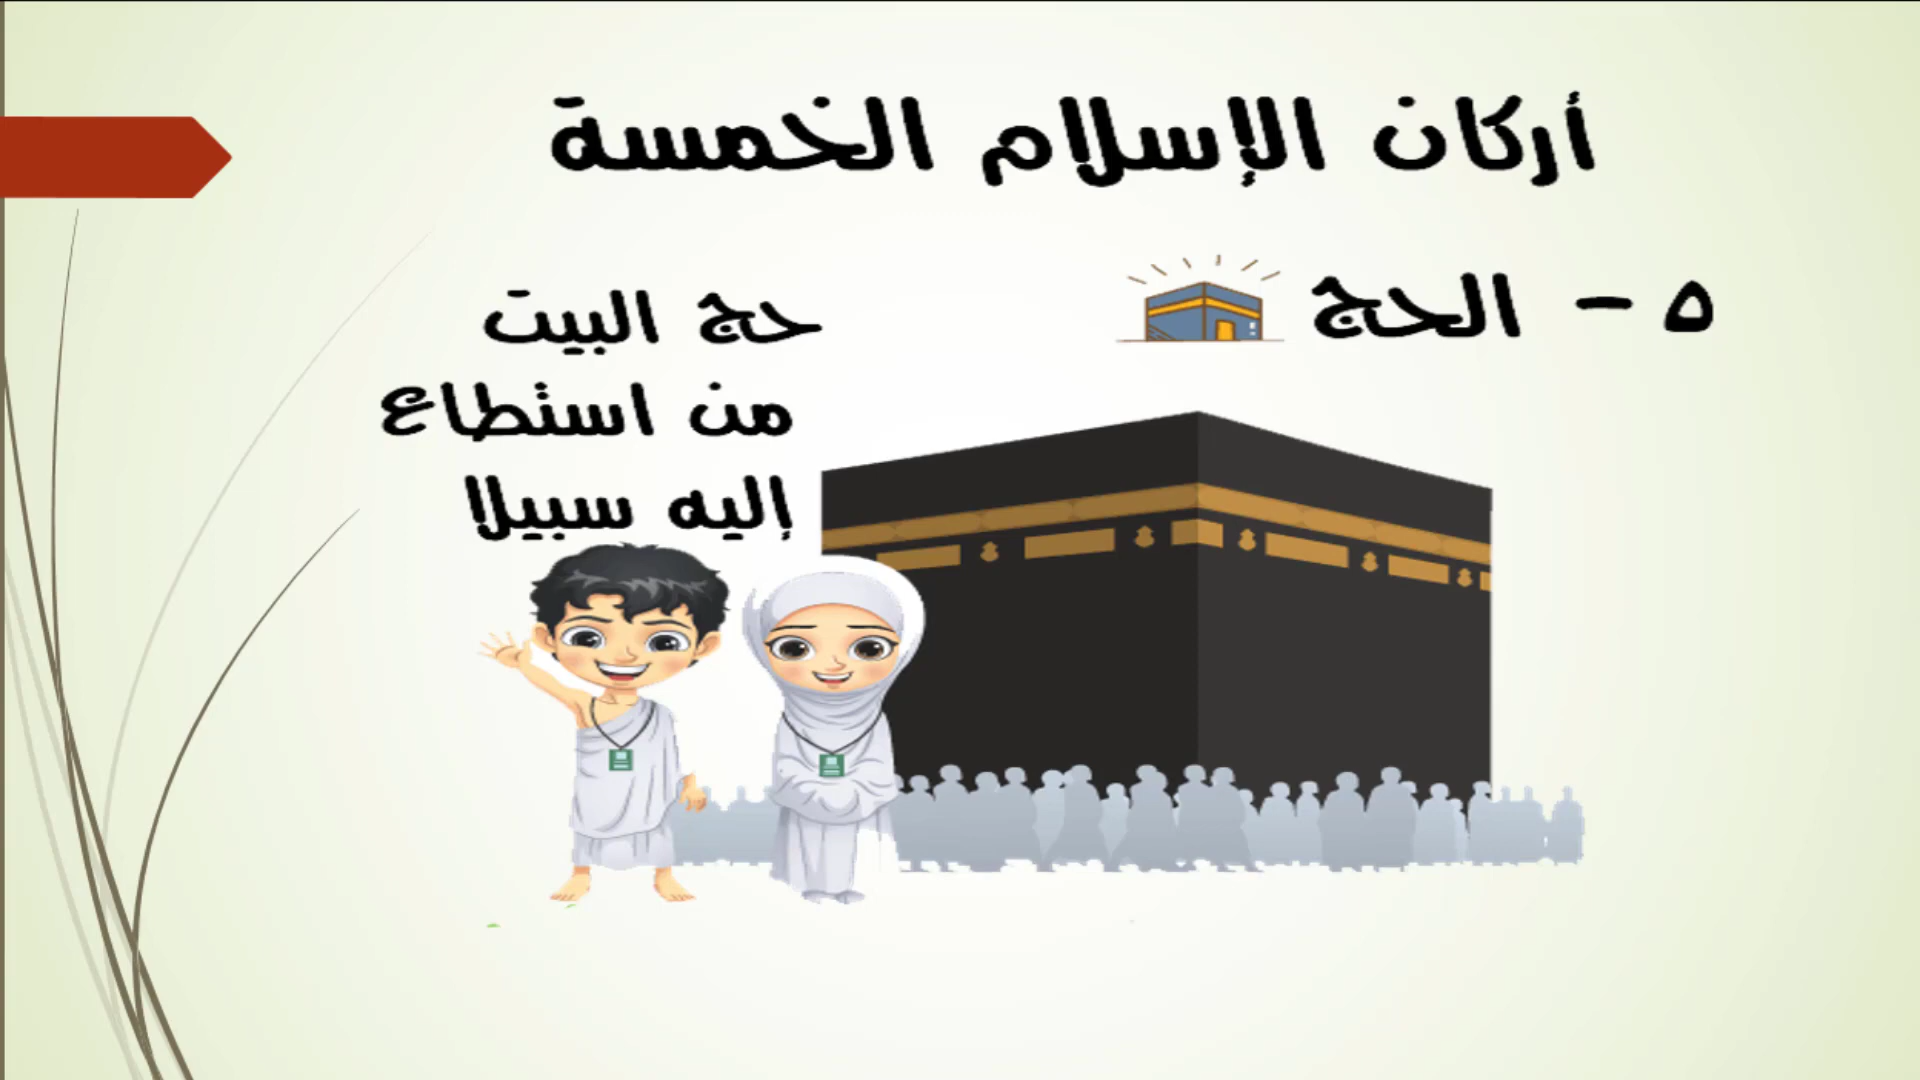 أركان الإسلام الخمسة
٥ - الحج
حج البيت
من استطاع
إليه سبيلا